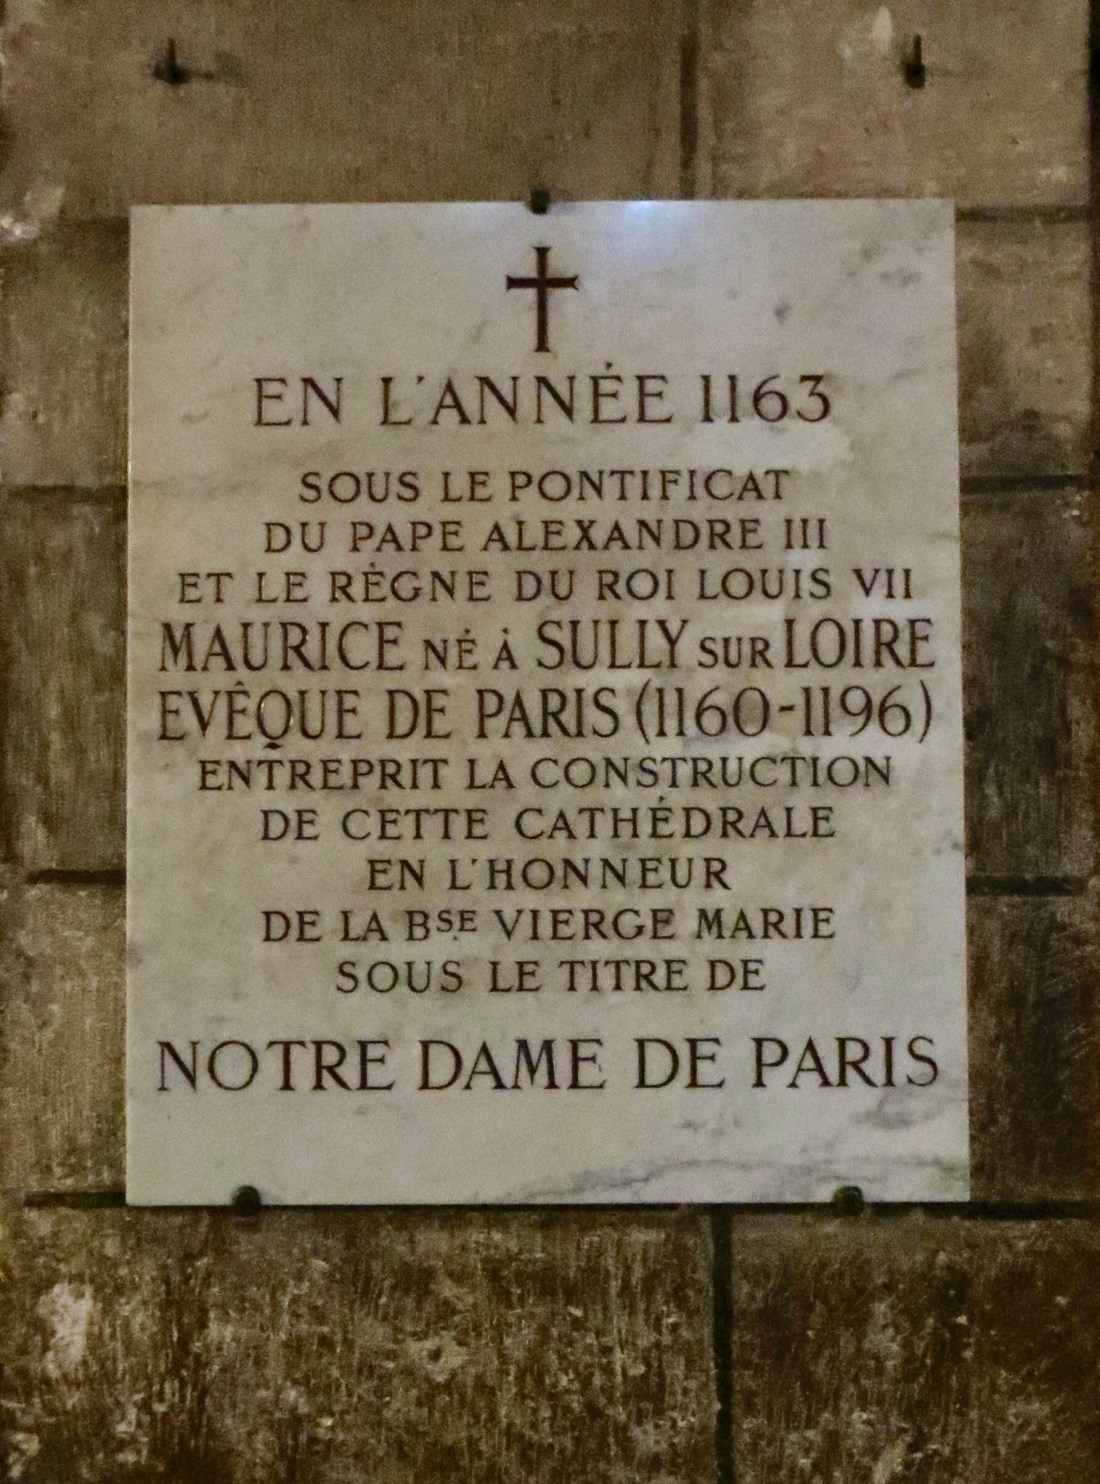 EN L'ANNÉE 1163
SOUS LE PONTIFICAT
DU PAPE ALEXANDRE III
ET LE RÈGNE DU ROI LOUIS VII
MAURICE NÉ À SULLY SUR LOIRE
EVÊQUE DE PARIS (1160-1196)
ENTREPRIT LA CONSTRUCTION
DE CETTE CATHÉDRALE
EN L'HONNEUR
DE LA BSE VIERGE MARIE
SOUS LE TITRE DE
NOTRE DAME DE PARIS